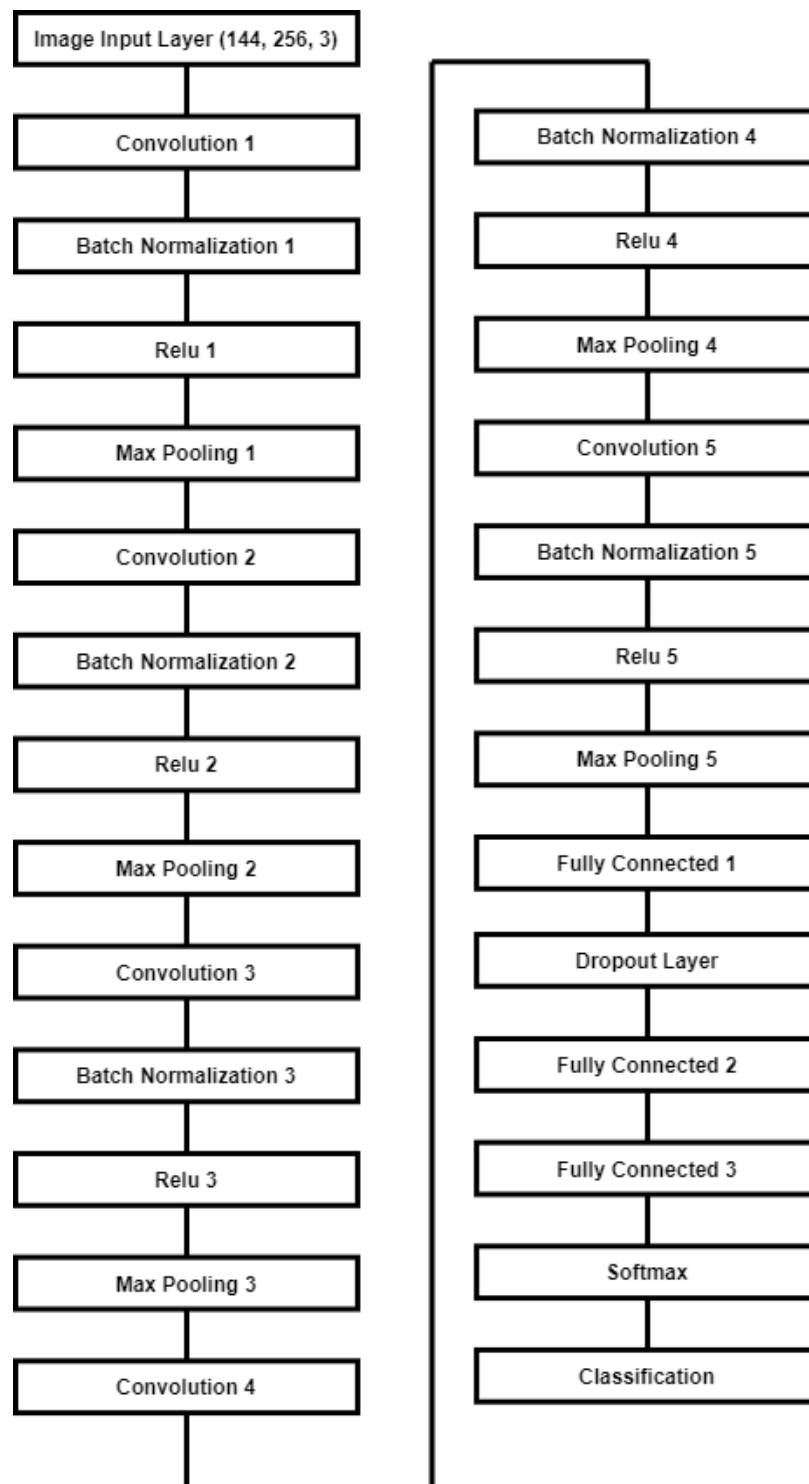 Image Input Layer (144, 256, 3)
Convolution 1
Batch Normalization 1
Relu 1
Max Pooling 1
Convolution 2
Batch Normalization 2
Relu 2
Max Pooling 2
Convolution 3
Batch Normalization 3
Relu 3
Max Pooling 3
Convolution 4
Batch Normalization 4
Relu 4
Max Pooling 4
Convolution 5
Batch Normalization 5
Relu 5
Max Pooling 5
Fully Connected 1
Dropout Layer
Fully Connected 2
Fully Connected 3
Softmax
Classification